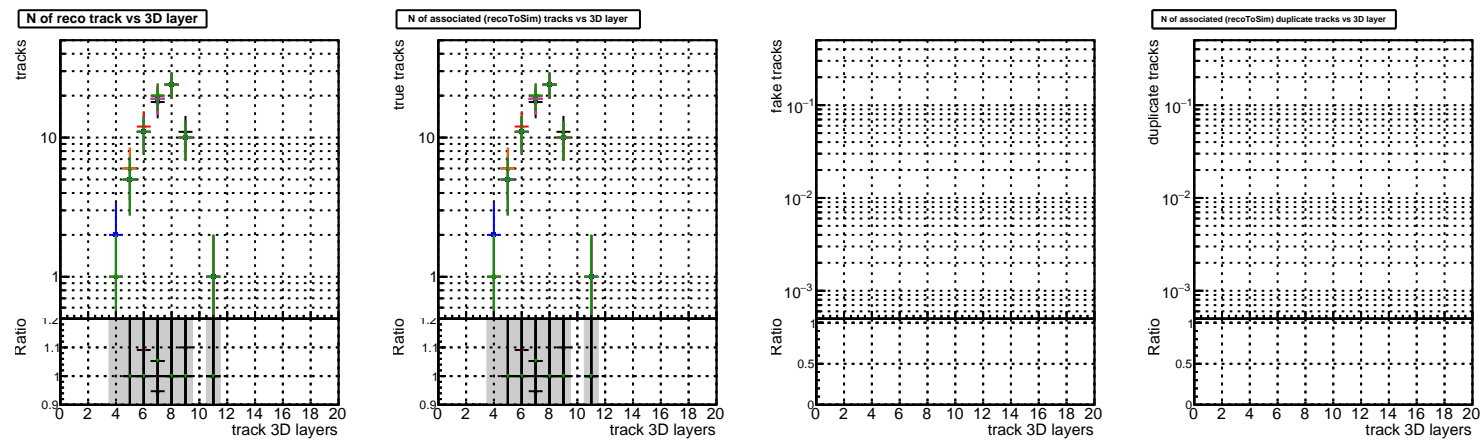 N of reco track vs 3D layer
tracks
10
1
Ratio
1.2
1.1
1
0.9
0 2 4 6 8 10 12 14 16 18 20
track 3D layers
N of associated (recoToSim) tracks vs 3D layer
true tracks
10
1
Ratio
1.2
1.1
1
0.9
0 2 4 6 8 10 12 14 16 18 20
track 3D layers
fake tracks
10⁻¹
10⁻²
10⁻³
Ratio
1
0.5
0
0 2 4 6 8 10 12 14 16 18 20
track 3D layers
N of associated (recoToSim) duplicate tracks vs 3D layer
duplicate tracks
10⁻¹
10⁻²
10⁻³
Ratio
1
0.5
0
0 2 4 6 8 10 12 14 16 18 20
track 3D layers